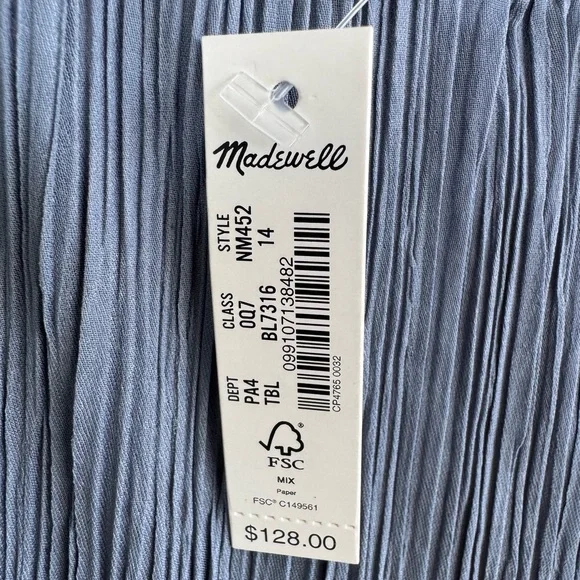 Madewell
DEPT CLASS STYLE
PA4 0Q7 NM452
TBL BL7316 14
099107138482
CP4765 0032
FSC
MIX
Paper
FSC® C149561
$128.00